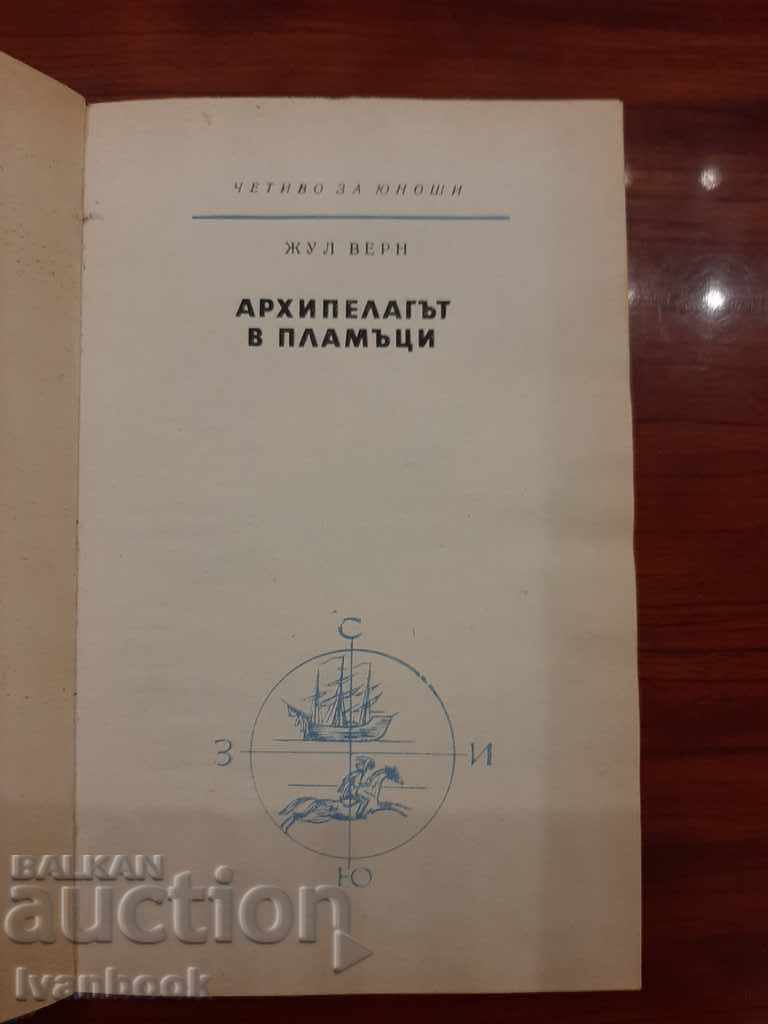 ЧЕТИВО ЗА ЮНОШИ
ЖУЛ ВЕРН
АРХИПЕЛАГЪТ
В ПЛАМЪЦИ
С
З И
Ю
BALKAN
auction
Ivanbook